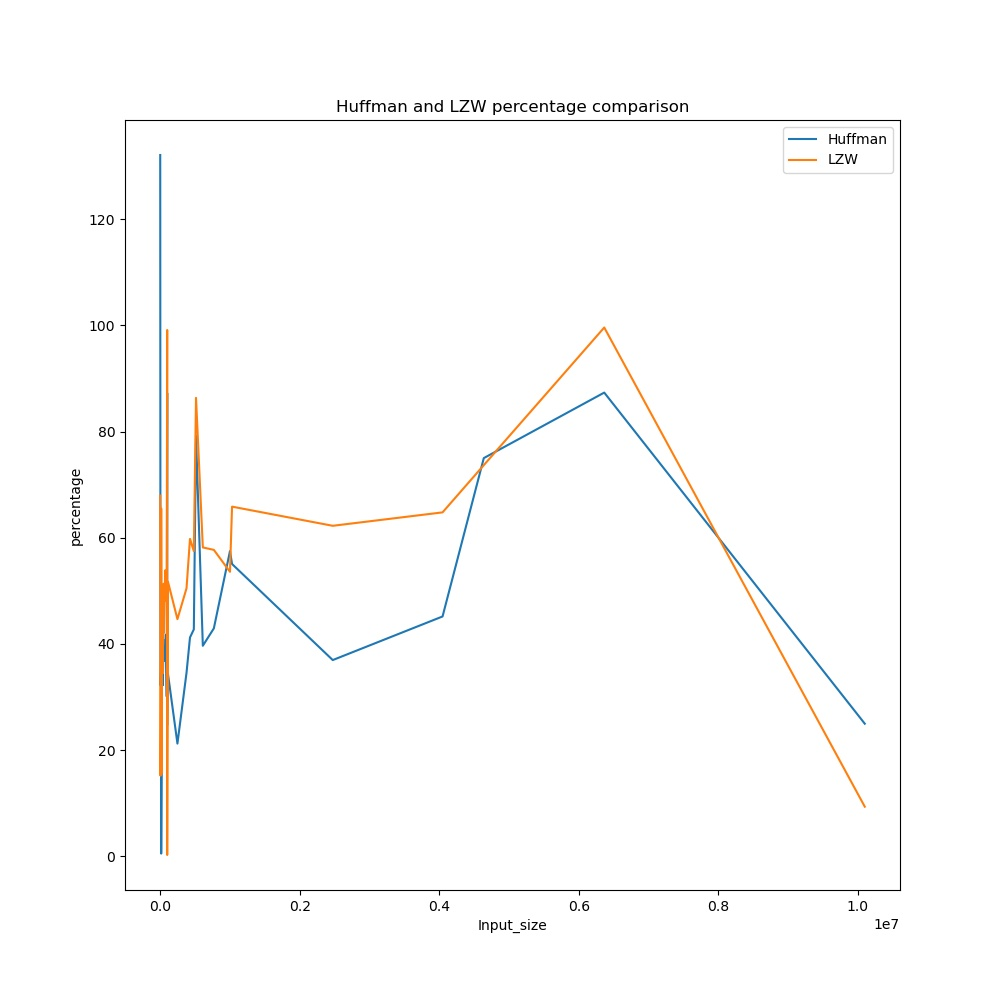 Huffman and LZW percentage comparison
Huffman
LZW
120
100
80
60
40
20
0
percentage
0.0 0.2 0.4 0.6 0.8 1.0
1e7
Input_size